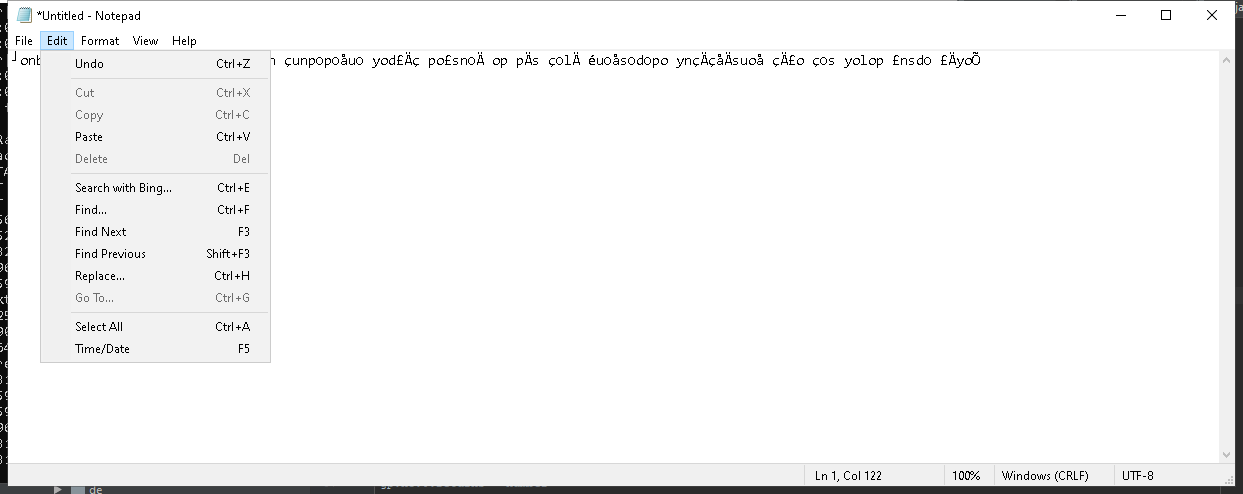 *Untitled - Notepad
File Edit Format View Help
çunpopoåuo yod£Äç po£snoÄ op pÄs çolÄ éuoåsodopo ynçÄçåÄsuoå çÄ£o ços yolop £nsdo £ÄyoÕ
Undo Ctrl+Z
Cut Ctrl+X
Copy Ctrl+C
Paste Ctrl+V
Delete Del
Search with Bing... Ctrl+E
Find... Ctrl+F
Find Next F3
Find Previous Shift+F3
Replace... Ctrl+H
Go To... Ctrl+G
Select All Ctrl+A
Time/Date F5
Ln 1, Col 122 100% Windows (CRLF) UTF-8
de